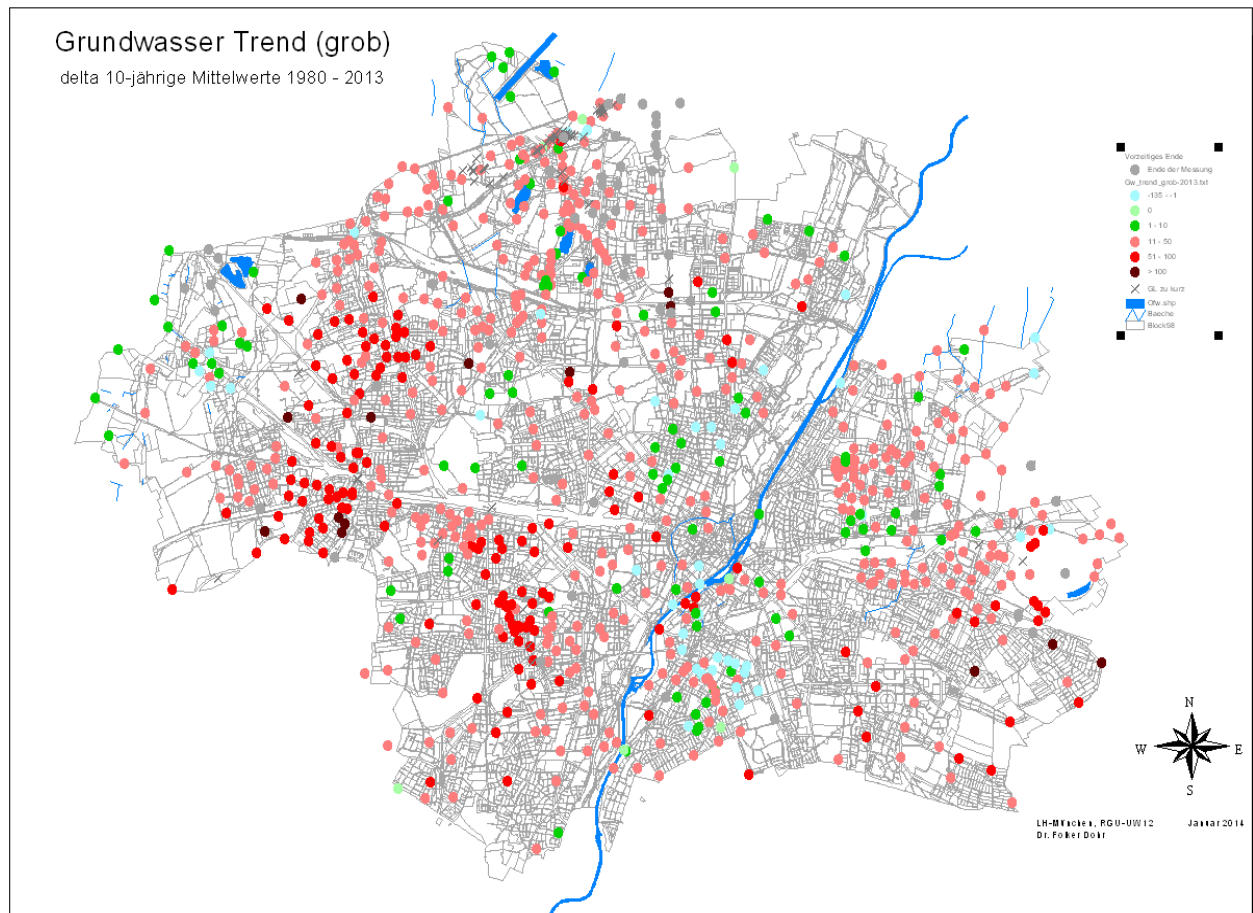 Grundwasser Trend (grob)
delta 10-jährige Mittelwerte 1980 - 2013
Vorzeitiges Ende
Ende der Messung
Gw_trend_grob-2013.txt
-135 - -1
0
1 - 10
11 - 50
51 - 100
> 100
GL zu kurz
Ofw.shp
Baeche
Block98
N
W E
S
LH-München, RGU-UW12 Januar 2014
Dr. Folker Dohr